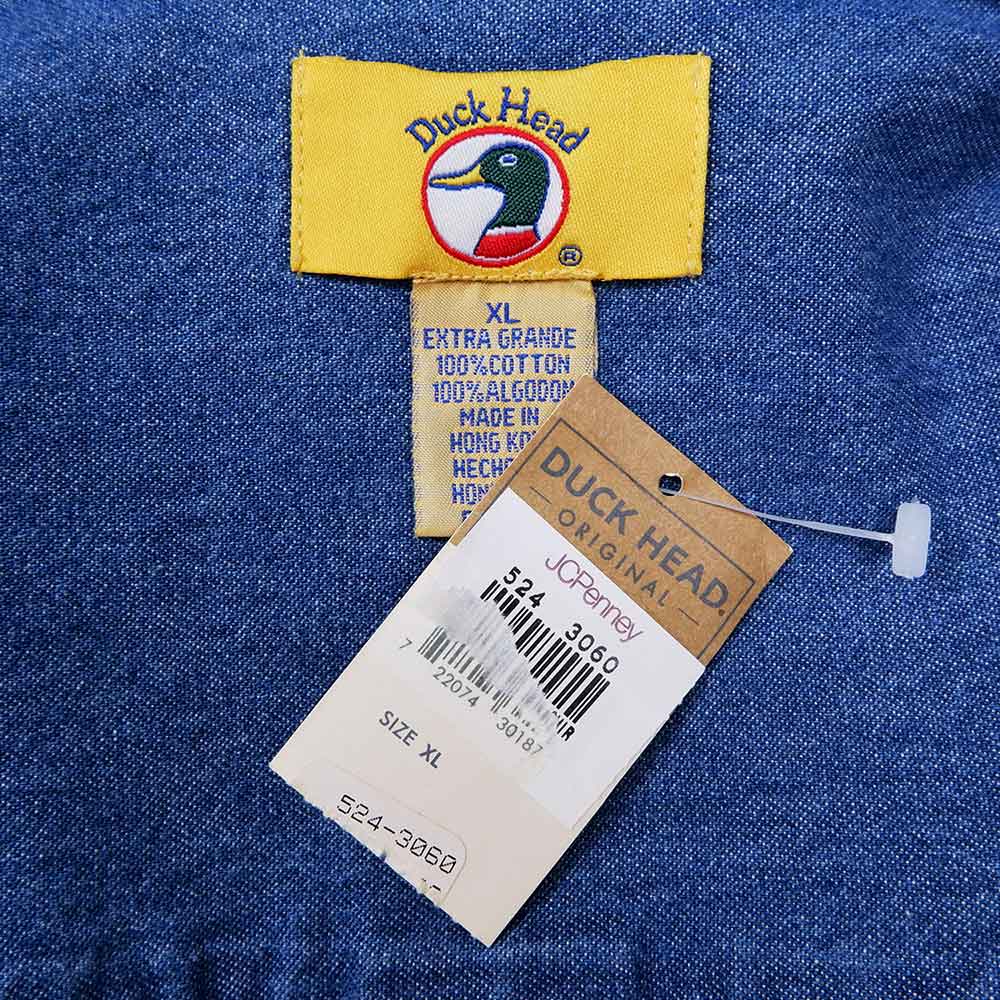 Duck Head
®
XL
EXTRA GRANDE
100%COTTON
100%ALGODON
MADE IN
HONG
DUCK HEAD.
ORIGINAL
JCPenney
524 3060
7 22074 30187
SIZE XL
524-3060